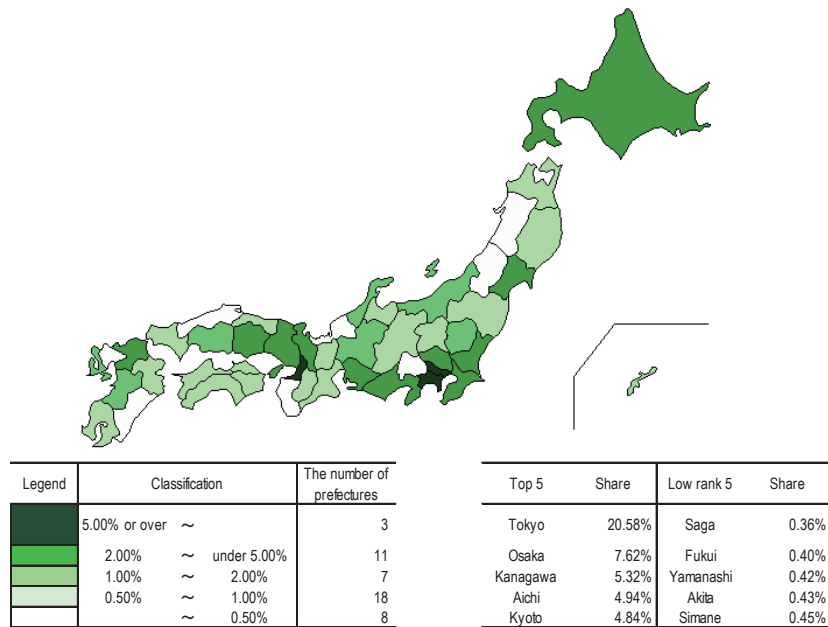 Legend Classification The number of prefectures
5.00% or over ~ 3
2.00% ~ under 5.00% 11
1.00% ~ 2.00% 7
0.50% ~ 1.00% 18
~ 0.50% 8
Top 5 Share Low rank 5 Share
Tokyo 20.58% Saga 0.36%
Osaka 7.62% Fukui 0.40%
Kanagawa 5.32% Yamanashi 0.42%
Aichi 4.94% Akita 0.43%
Kyoto 4.84% Simane 0.45%